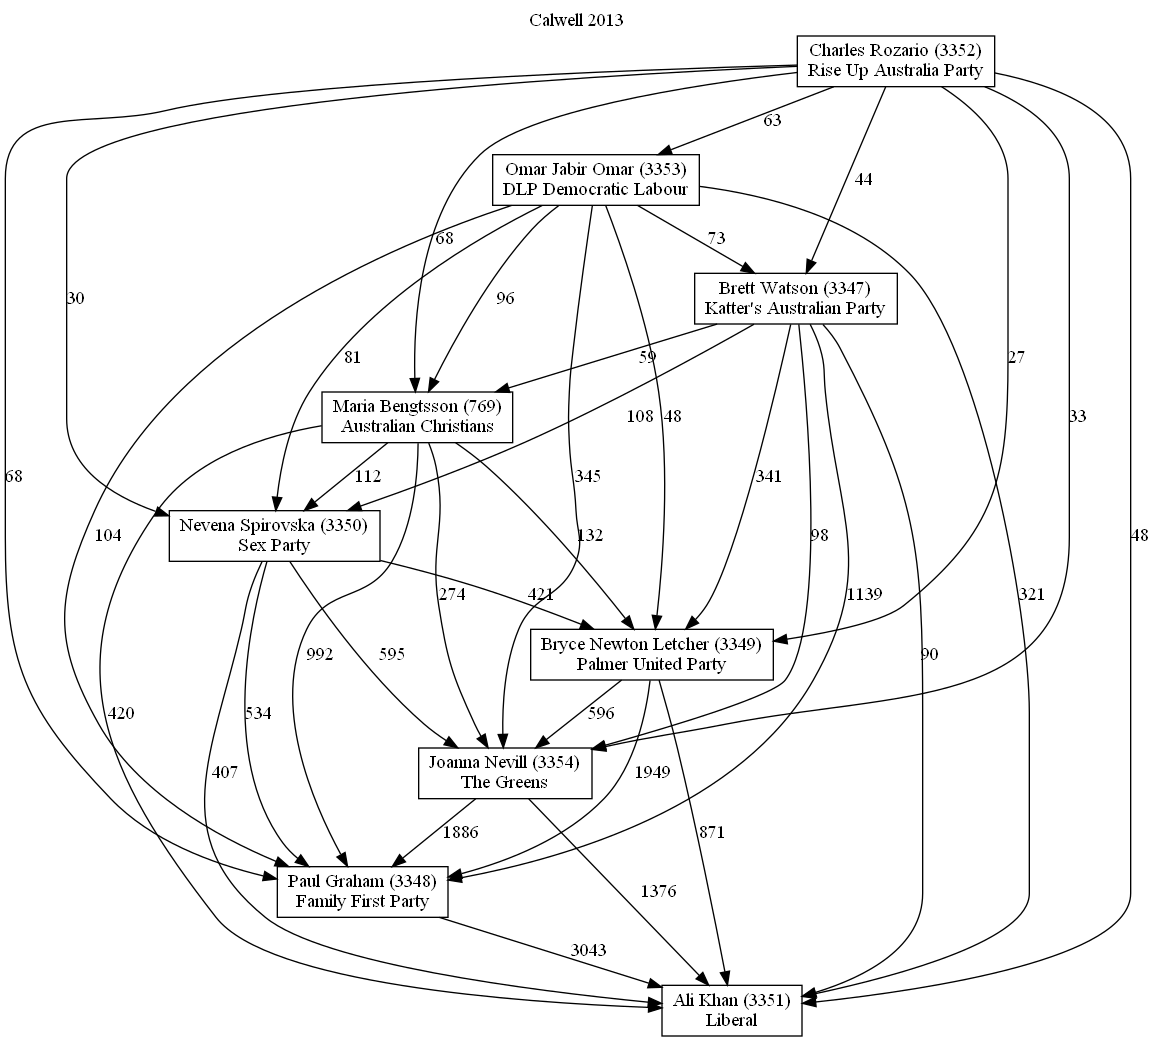 Calwell 2013
Charles Rozario (3352)
Rise Up Australia Party
63
Omar Jabir Omar (3353)
DLP Democratic Labour
44
68
73
Brett Watson (3347)
Katter's Australian Party
30
96
81
59
27
Maria Bengtsson (769)
Australian Christians
108
48
33
68
112
345
341
Nevena Spirovska (3350)
Sex Party
104
132
98
48
274
421
1139
321
Bryce Newton Letcher (3349)
Palmer United Party
992
595
90
420
534
596
Joanna Nevill (3354)
The Greens
407
1949
1886
871
Paul Graham (3348)
Family First Party
1376
3043
Ali Khan (3351)
Liberal